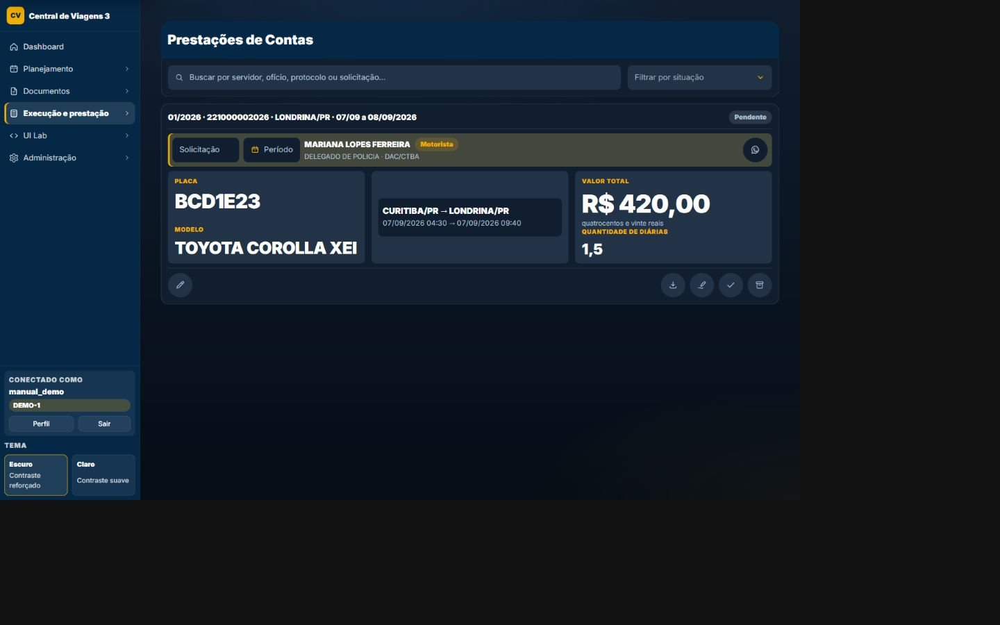 CV Central de Viagens 3
Dashboard
Planejamento
Documentos
Execução e prestação
UI Lab
Administração
CONECTADO COMO
manual_demo
DEMO-1
Perfil Sair
TEMA
Escuro
Contraste reforçado
Claro
Contraste suave
Prestações de Contas
Buscar por servidor, ofício, protocolo ou solicitação...
Filtrar por situação
01/2026 · 221000002026 · LONDRINA/PR · 07/09 a 08/09/2026
Pendente
Solicitação
Período
MARIANA LOPES FERREIRA Motorista
DELEGADO DE POLICIA · DAC/CTBA
PLACA
BCD1E23
MODELO
TOYOTA COROLLA XEI
CURITIBA/PR → LONDRINA/PR
07/09/2026 04:30 → 07/09/2026 09:40
VALOR TOTAL
R$ 420,00
quatrocentos e vinte reais
QUANTIDADE DE DIÁRIAS
1,5